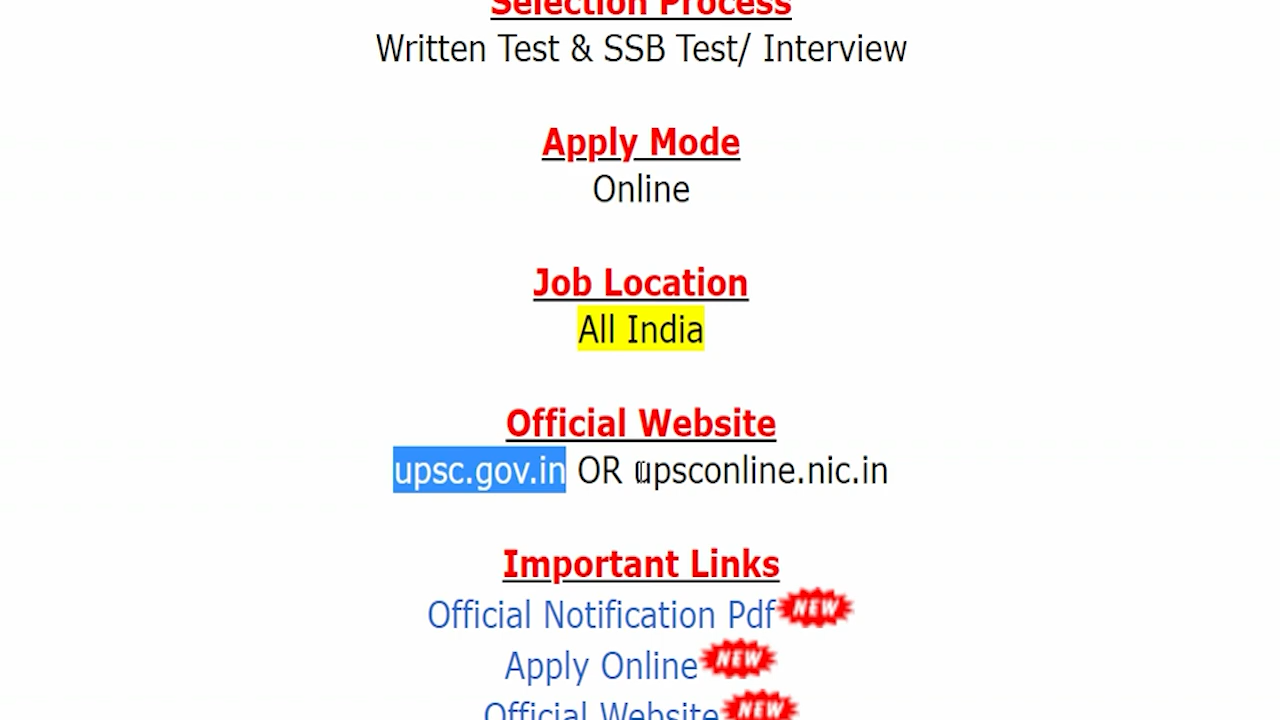 Selection Process
Written Test & SSB Test/ Interview
Apply Mode
Online
Job Location
All India
Official Website
upsc.gov.in OR upsconline.nic.in
Important Links
Official Notification Pdf NEW
Apply Online NEW
Official Website NEW